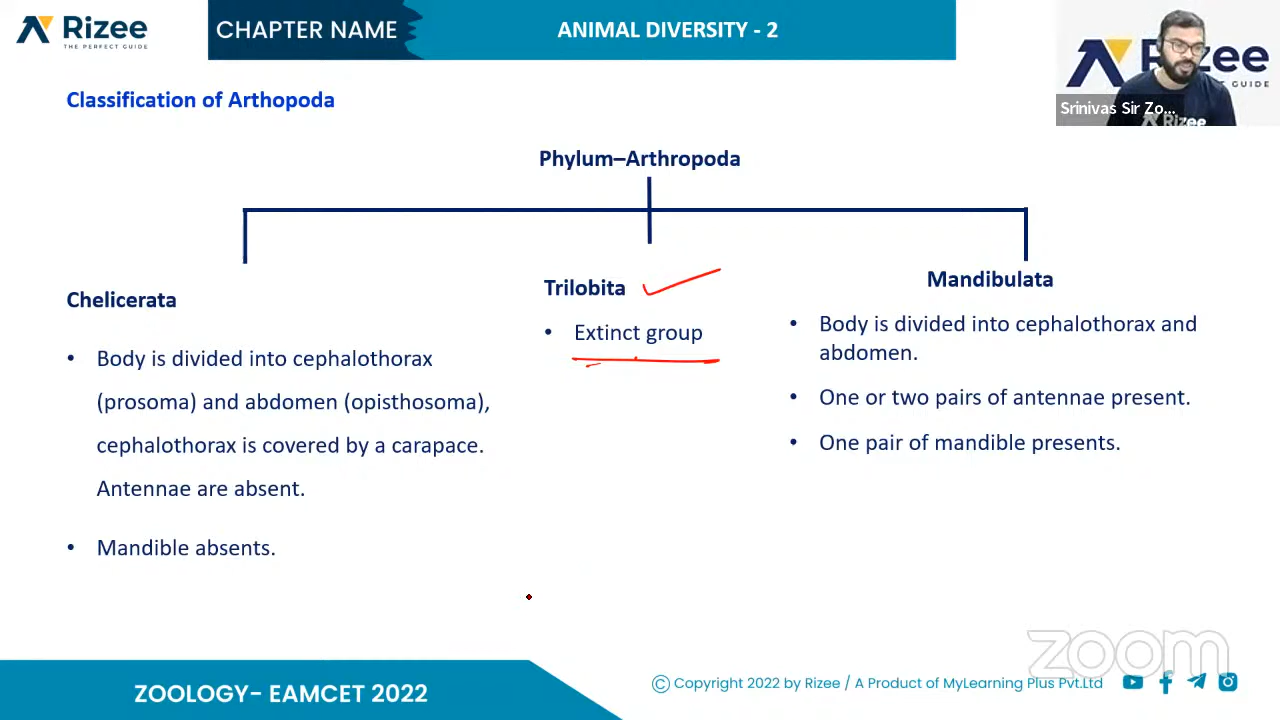 Rizee
THE PERFECT GUIDE
CHAPTER NAME
ANIMAL DIVERSITY - 2
Srinivas Sir Zo...
Rizee
Classification of Arthopoda
Phylum–Arthropoda
Chelicerata
• Body is divided into cephalothorax
(prosoma) and abdomen (opisthosoma),
cephalothorax is covered by a carapace.
Antennae are absent.
• Mandible absents.
Trilobita
• Extinct group
Mandibulata
• Body is divided into cephalothorax and
abdomen.
• One or two pairs of antennae present.
• One pair of mandible presents.
zoom
ZOOLOGY- EAMCET 2022
© Copyright 2022 by Rizee / A Product of MyLearning Plus Pvt.Ltd